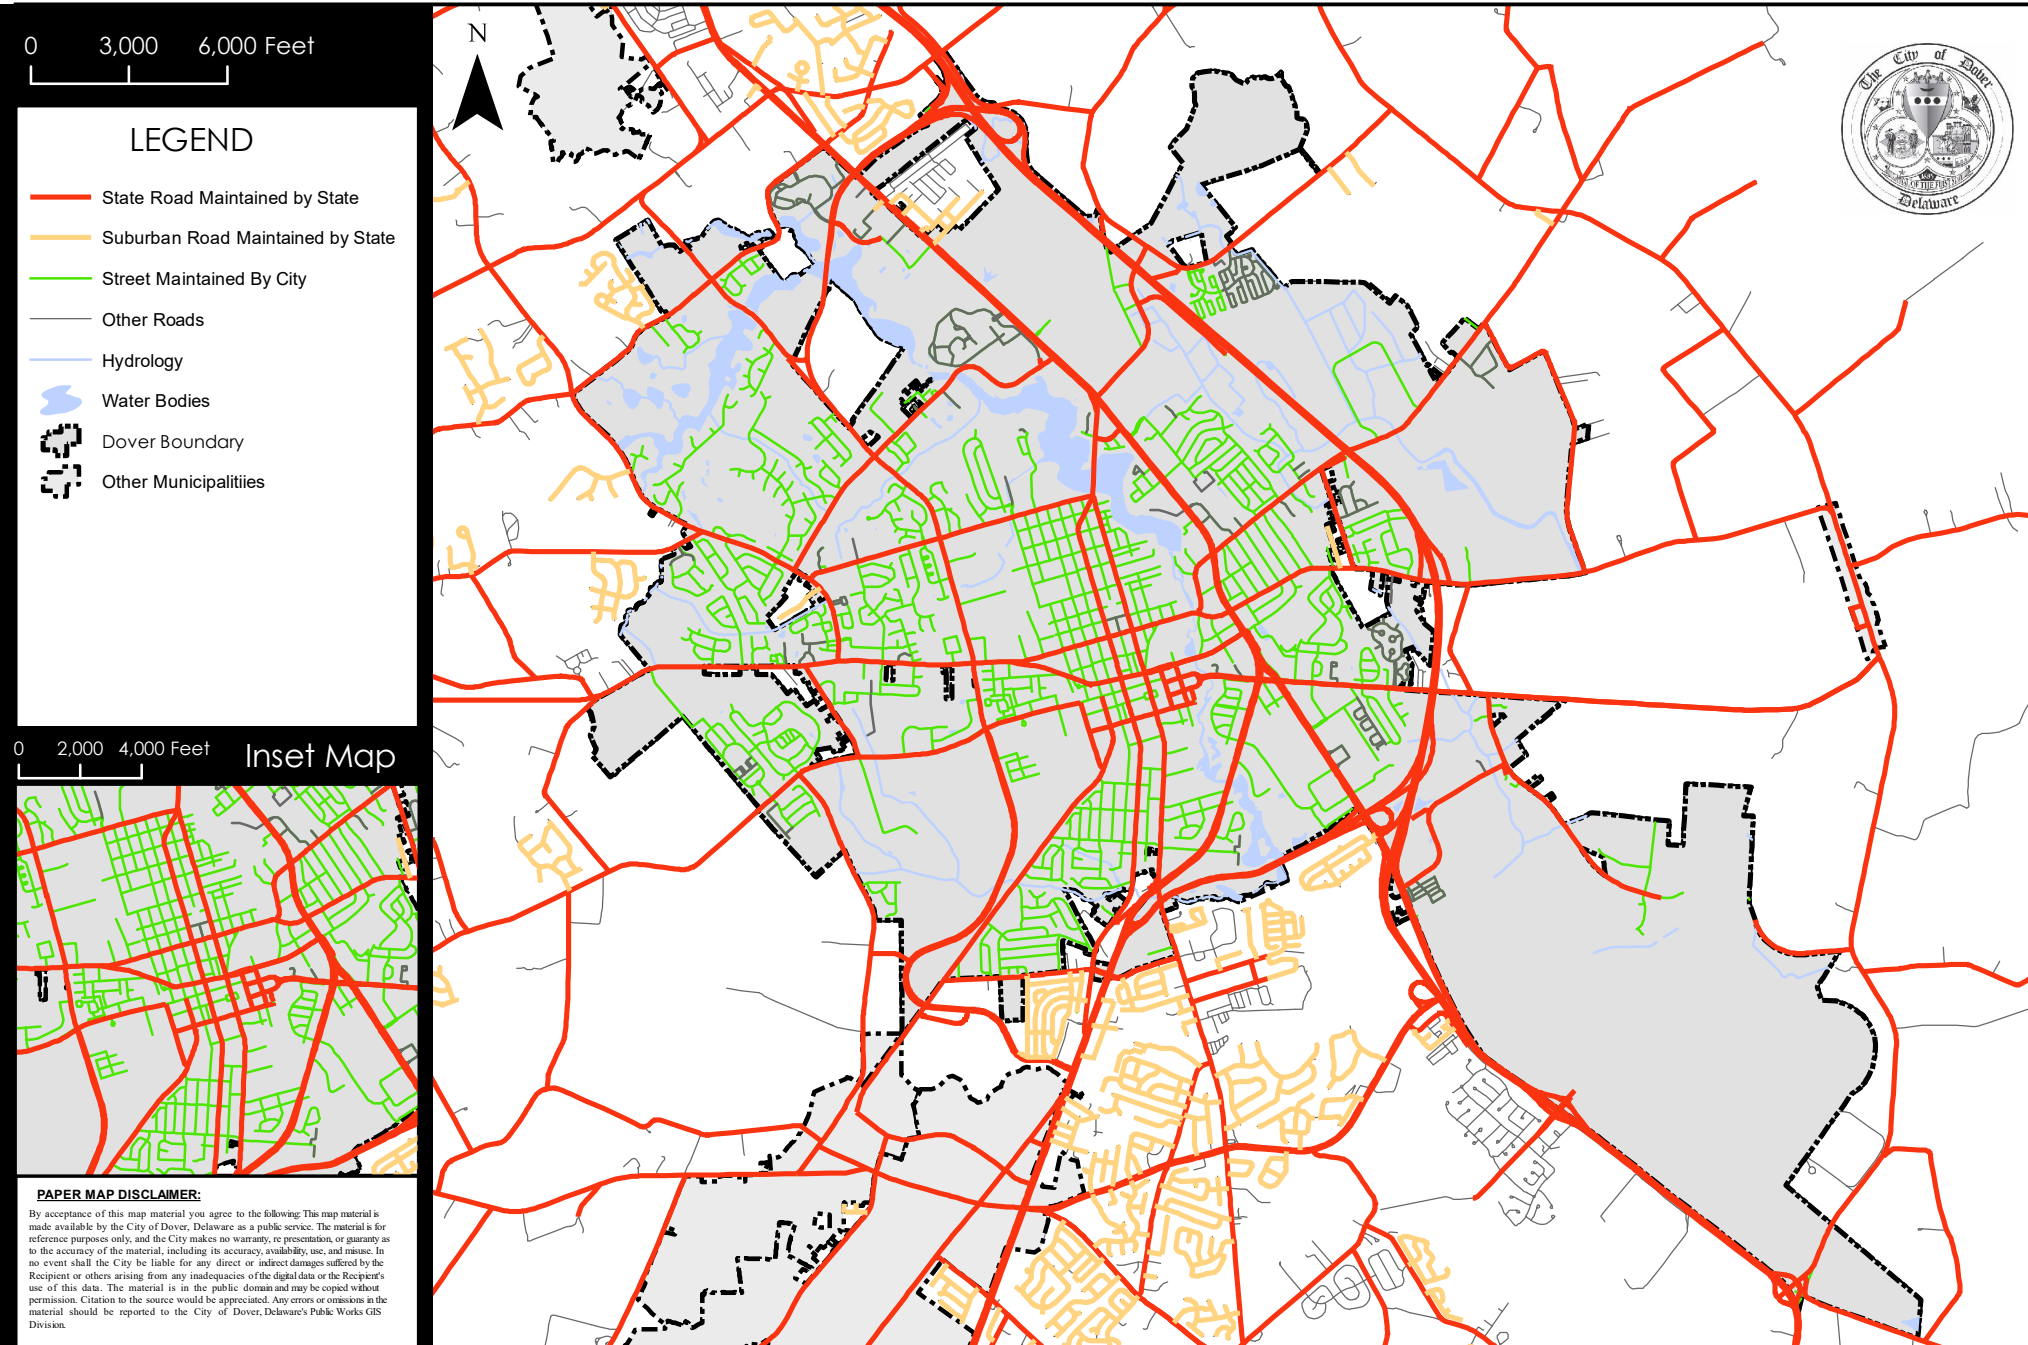 0 3,000 6,000 Feet
LEGEND
State Road Maintained by State
Suburban Road Maintained by State
Street Maintained By City
Other Roads
Hydrology
Water Bodies
Dover Boundary
Other Municipalitiies
0 2,000 4,000 Feet
Inset Map
PAPER MAP DISCLAIMER:
By acceptance of this map material you agree to the following: This map material is
made available by the City of Dover, Delaware as a public service. The material is for
reference purposes only, and the City makes no warranty, re presentation, or guaranty as
to the accuracy of the material, including its accuracy, availability, use, and misuse. In
no event shall the City be liable for any direct or indirect damages suffered by the
Recipient or others arising from any inadequacies of the digital data or the Recipient's
use of this data. The material is in the public domain and may be copied without
permission. Citation to the source would be appreciated. Any errors or omissions in the
material should be reported to the City of Dover, Delaware's Public Works GIS
Division.
N
The City of Dover
Delaware